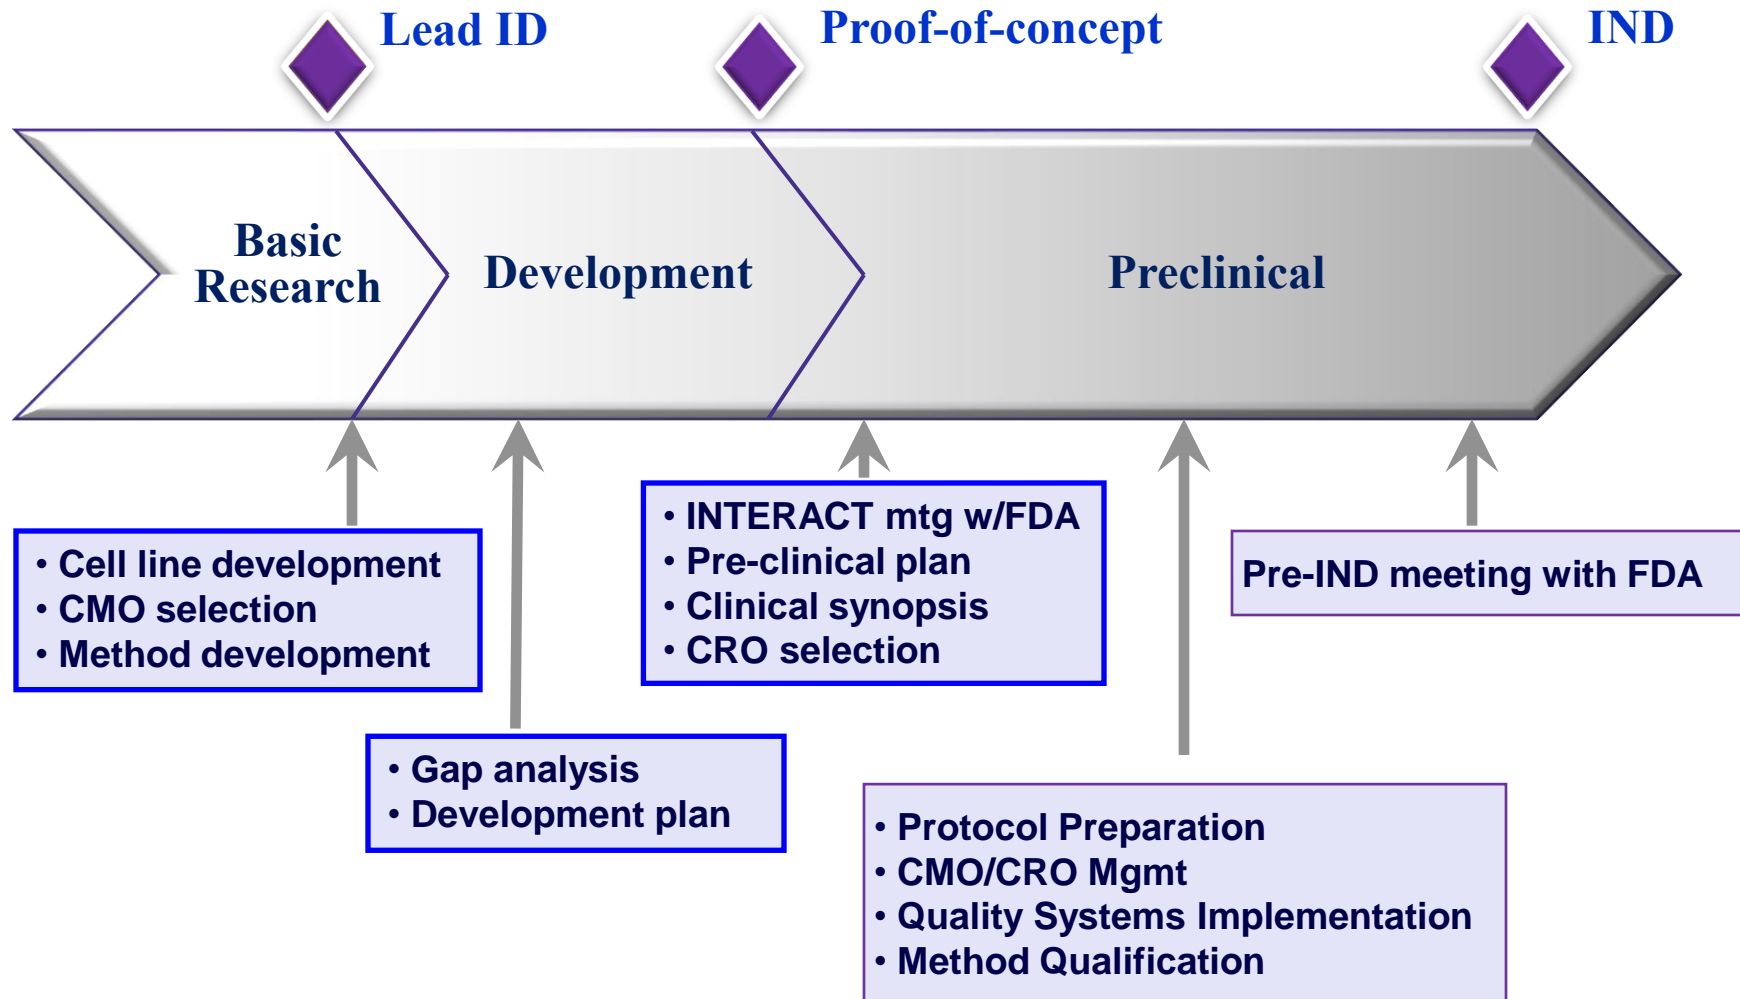 Lead ID
Proof-of-concept
IND
Basic
Research
Development
Preclinical
• Cell line development
• CMO selection
• Method development
• Gap analysis
• Development plan
• INTERACT mtg w/FDA
• Pre-clinical plan
• Clinical synopsis
• CRO selection
• Protocol Preparation
• CMO/CRO Mgmt
• Quality Systems Implementation
• Method Qualification
Pre-IND meeting with FDA